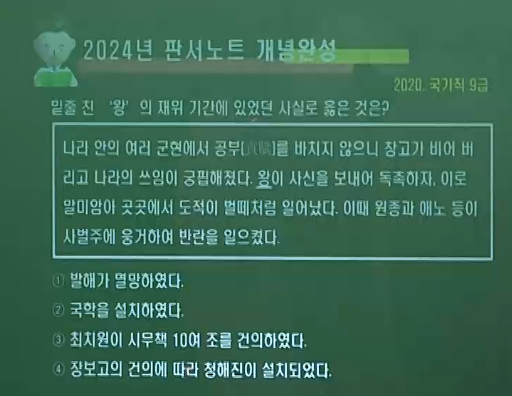 2024년 판서노트 개념완성
2020. 국가직 9급
밑줄 친 '왕'의 재위 기간에 있었던 사실로 옳은 것은?
나라 안의 여러 군현에서 공부(貢賦)를 바치지 않으니 창고가 비어 버
리고 나라의 쓰임이 궁핍해졌다. 왕이 사신을 보내어 독촉하자, 이로
말미암아 곳곳에서 도적이 벌떼처럼 일어났다. 이때 원종과 애노 등이
사벌주에 웅거하여 반란을 일으켰다.
① 발해가 멸망하였다.
② 국학을 설치하였다.
③ 최치원이 시무책 10여 조를 건의하였다.
④ 장보고의 건의에 따라 청해진이 설치되었다.